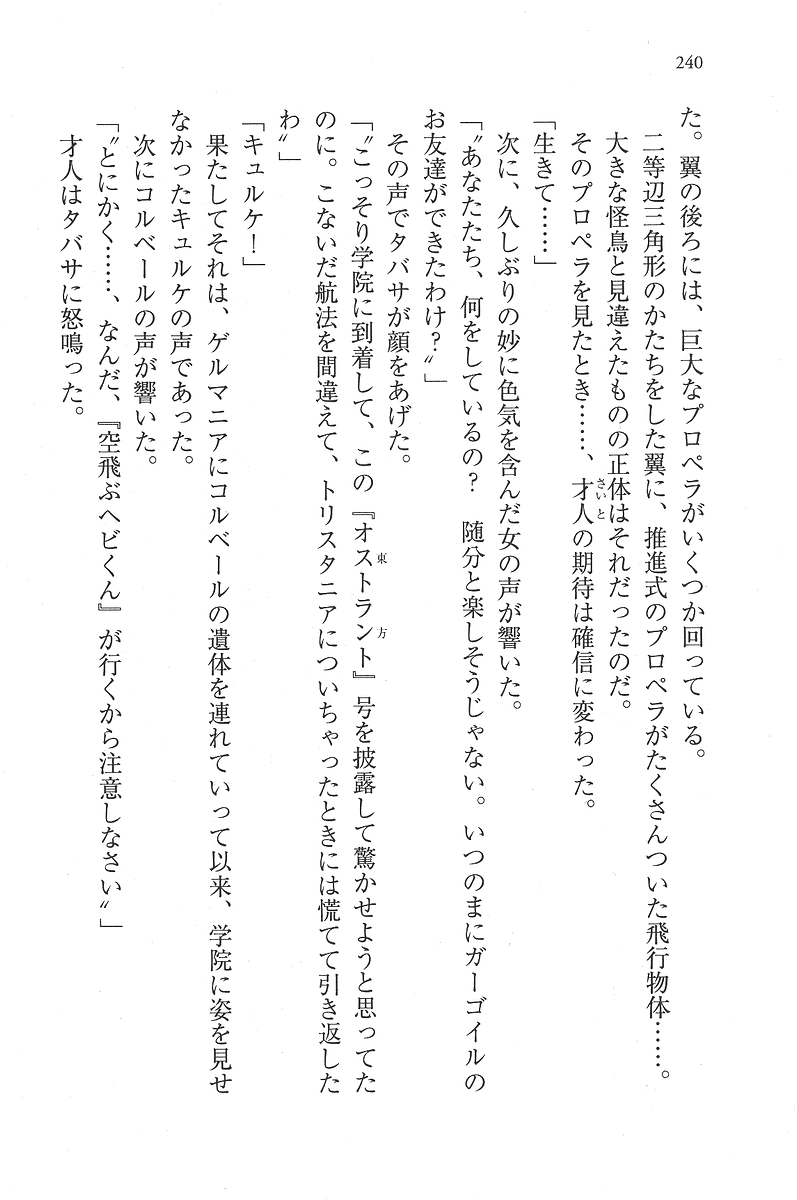 240
た。翼の後ろには、巨大なプロペラがいくつか回っている。
二等辺三角形のかたちをした翼に、推進式のプロペラがたくさんついた飛行物体……。
大きな怪鳥と見違えたものの正体はそれだったのだ。
そのプロペラを見たとき……、才人の期待は確信に変わった。
さいと
「生きて……」
次に、久しぶりの妙に色気を含んだ女の声が響いた。
「〝あなたたち、何をしているの？　随分と楽しそうじゃない。いつのまにガーゴイルの
お友達ができたわけ？〟」
その声でタバサが顔をあげた。
「〝こっそり学院に到着して、この『オストラント』号を披露して驚かせようと思ってた
東方
のに。こないだ航法を間違えて、トリスタニアについちゃったときには慌てて引き返した
わ〟」
「キュルケ！」
果たしてそれは、ゲルマニアにコルベールの遺体を連れていって以来、学院に姿を見せ
なかったキュルケの声であった。
次にコルベールの声が響いた。
「〝とにかく……、なんだ、『空飛ぶヘビくん』が行くから注意しなさい〟」
才人はタバサに怒鳴った。